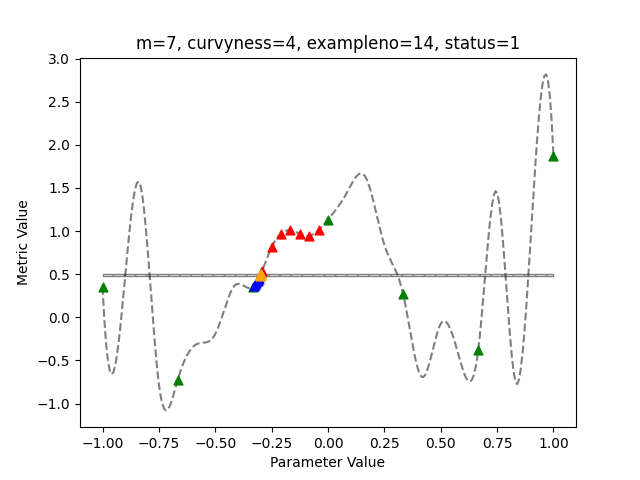 m=7, curvyness=4, exampleno=14, status=1
Metric Value
3.0
2.5
2.0
1.5
1.0
0.5
0.0
−0.5
−1.0
−1.00 −0.75 −0.50 −0.25 0.00 0.25 0.50 0.75 1.00
Parameter Value